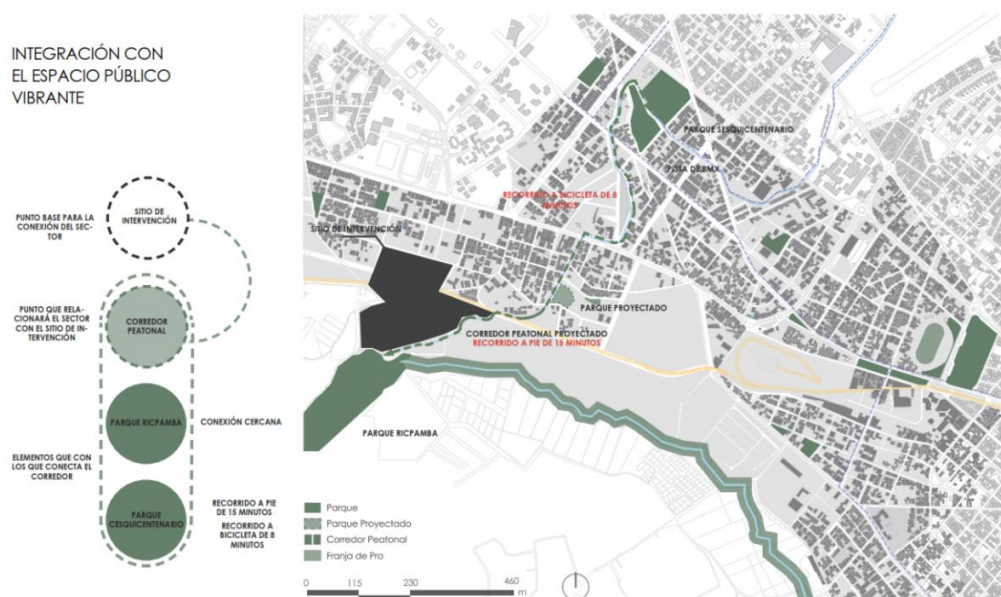 INTEGRACIÓN CON
EL ESPACIO PÚBLICO
VIBRANTE
SITIO DE
INTERVENCIÓN
PUNTO BASE PARA LA
CONEXIÓN DEL SEC-
TOR
PUNTO QUE RELA-
CIONARÁ EL SECTOR
CON EL SITIO DE IN-
TERVENCIÓN
CORREDOR
PEATONAL
PARQUE RICPAMBA
CONEXIÓN CERCANA
ELEMENTOS QUE CON
LOS QUE CONECTA EL
CORREDOR
PARQUE
CESQUICENTENARIO
RECORRIDO A PIE
DE 15 MINUTOS
RECORRIDO A
BICICLETA DE 8
MINUTOS
PARQUE SESQUICENTENARIO
PISTA DE BMX
RECORRIDO A BICICLETA DE 8
MINUTOS
SITIO DE INTERVENCIÓN
PARQUE PROYECTADO
CORREDOR PEATONAL PROYECTADO
RECORRIDO A PIE DE 15 MINUTOS
PARQUE RICPAMBA
Parque
Parque Proyectado
Corredor Peatonal
Franja de Pro
0 115 230 460
m